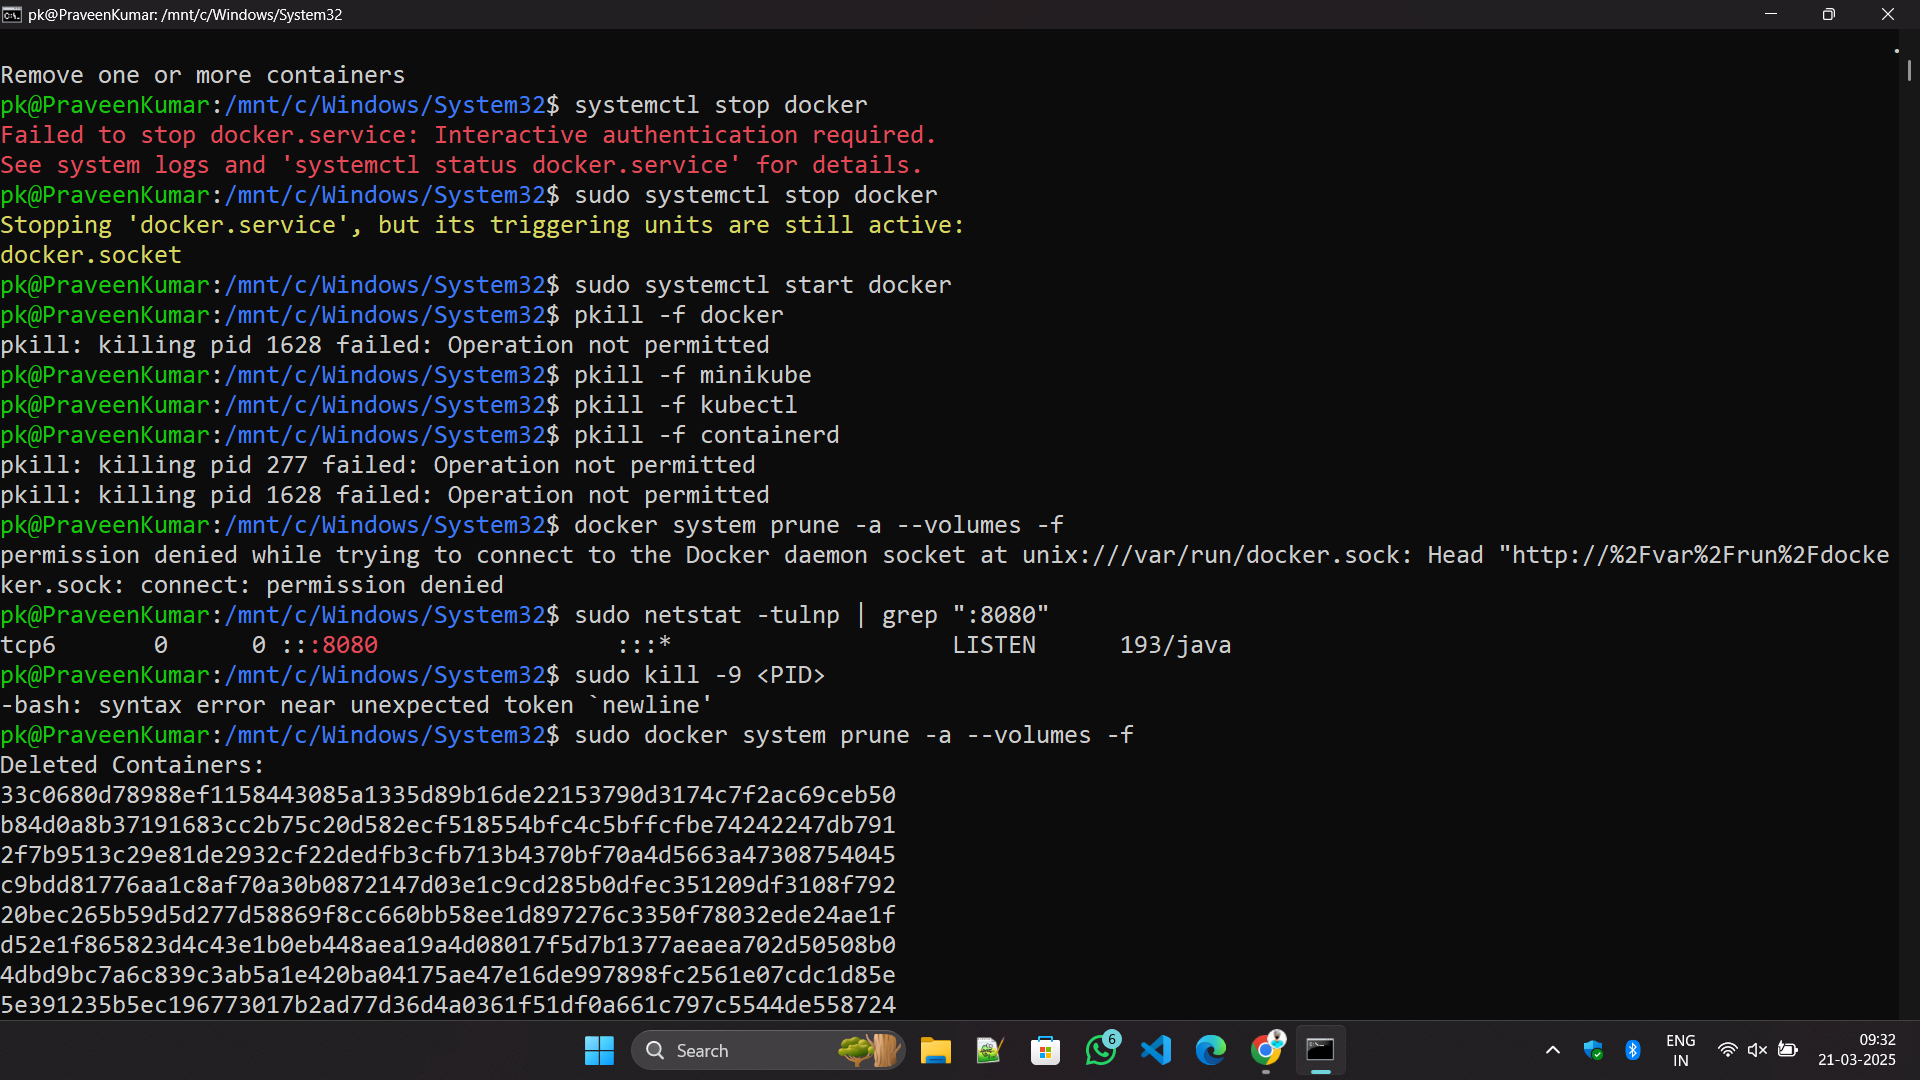 pk@PraveenKumar: /mnt/c/Windows/System32
Remove one or more containers
pk@PraveenKumar:/mnt/c/Windows/System32$ systemctl stop docker
Failed to stop docker.service: Interactive authentication required.
See system logs and 'systemctl status docker.service' for details.
pk@PraveenKumar:/mnt/c/Windows/System32$ sudo systemctl stop docker
Stopping 'docker.service', but its triggering units are still active:
docker.socket
pk@PraveenKumar:/mnt/c/Windows/System32$ sudo systemctl start docker
pk@PraveenKumar:/mnt/c/Windows/System32$ pkill -f docker
pkill: killing pid 1628 failed: Operation not permitted
pk@PraveenKumar:/mnt/c/Windows/System32$ pkill -f minikube
pk@PraveenKumar:/mnt/c/Windows/System32$ pkill -f kubectl
pk@PraveenKumar:/mnt/c/Windows/System32$ pkill -f containerd
pkill: killing pid 277 failed: Operation not permitted
pkill: killing pid 1628 failed: Operation not permitted
pk@PraveenKumar:/mnt/c/Windows/System32$ docker system prune -a --volumes -f
permission denied while trying to connect to the Docker daemon socket at unix:///var/run/docker.sock: Head "http://%2Fvar%2Frun%2Fdocke
ker.sock: connect: permission denied
pk@PraveenKumar:/mnt/c/Windows/System32$ sudo netstat -tulnp | grep ":8080"
tcp6       0      0 :::8080                 :::*                    LISTEN      193/java
pk@PraveenKumar:/mnt/c/Windows/System32$ sudo kill -9 <PID>
-bash: syntax error near unexpected token `newline'
pk@PraveenKumar:/mnt/c/Windows/System32$ sudo docker system prune -a --volumes -f
Deleted Containers:
33c0680d78988ef1158443085a1335d89b16de22153790d3174c7f2ac69ceb50
b84d0a8b37191683cc2b75c20d582ecf518554bfc4c5bffcfbe74242247db791
2f7b9513c29e81de2932cf22dedfb3cfb713b4370bf70a4d5663a47308754045
c9bdd81776aa1c8af70a30b0872147d03e1c9cd285b0dfec351209df3108f792
20bec265b59d5d277d58869f8cc660bb58ee1d897276c3350f78032ede24ae1f
d52e1f865823d4c43e1b0eb448aea19a4d08017f5d7b1377aeaea702d50508b0
4dbd9bc7a6c839c3ab5a1e420ba04175ae47e16de997898fc2561e07cdc1d85e
5e391235b5ec196773017b2ad77d36d4a0361f51df0a661c797c5544de558724
Search
6
ENG
IN
09:32
21-03-2025